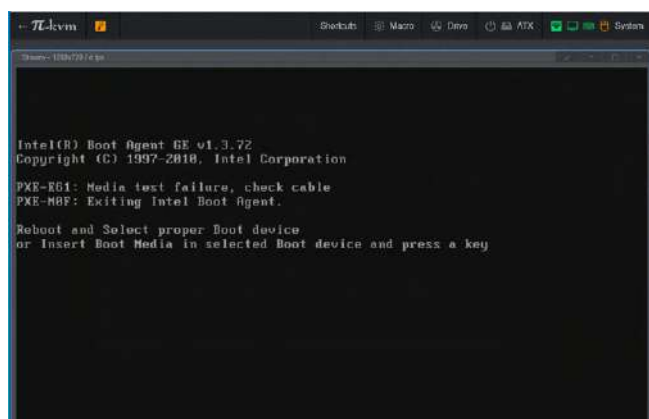 ← πkvm Shortcuts Macro Drive ATX System
Intel(R) Boot Agent GE v1.3.72
Copyright (C) 1997-2010, Intel Corporation
PXE-E61: Media test failure, check cable
PXE-M0F: Exiting Intel Boot Agent.
Reboot and Select proper Boot device
or Insert Boot Media in selected Boot device and press a key